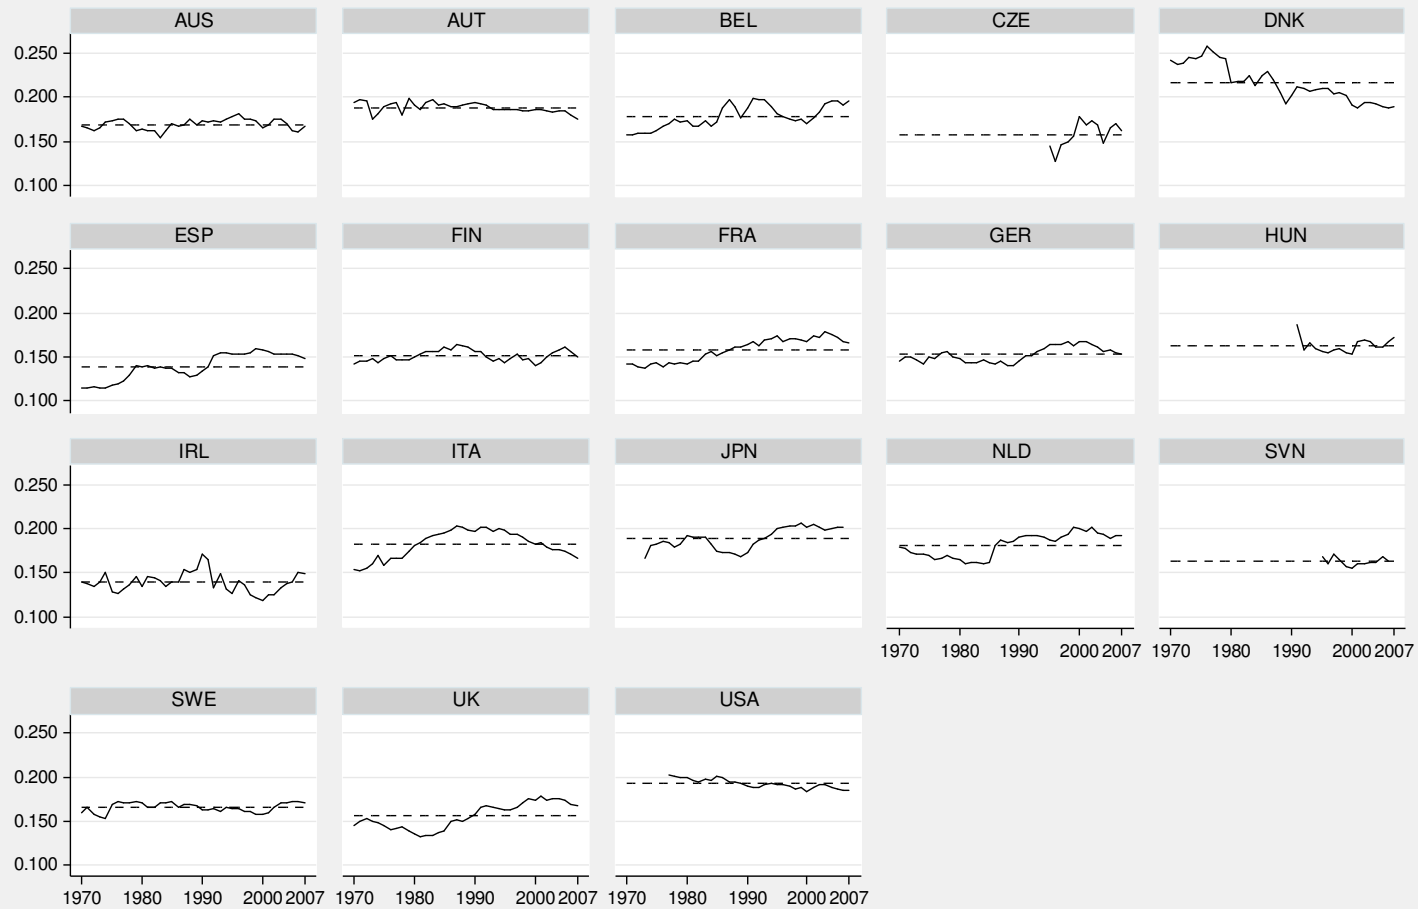 AUS AUT BEL CZE DNK
0.250
0.200
0.150
0.100
ESP FIN FRA GER HUN
0.250
0.200
0.150
0.100
IRL ITA JPN NLD SVN
0.250
0.200
0.150
0.100
1970 1980 1990 2000 2007 1970 1980 1990 2000 2007
SWE UK USA
0.250
0.200
0.150
0.100
1970 1980 1990 2000 2007 1970 1980 1990 2000 2007 1970 1980 1990 2000 2007